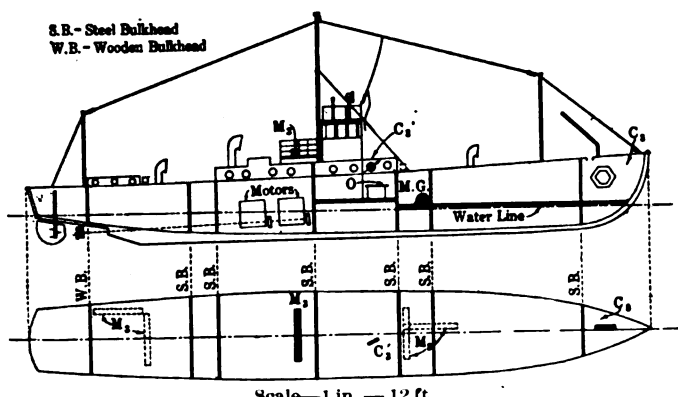 S.B.- Steel Bulkhead
W.B.- Wooden Bulkhead
M₃
C₃'
C₃
Motors
O
M.G.
Water Line
W.B.
S.B.
S.B.
S.B.
S.B.
S.B.
S.B.
M₃
M₃
C₃'
M₃
C₃
Scale—1 in. — 12 ft.